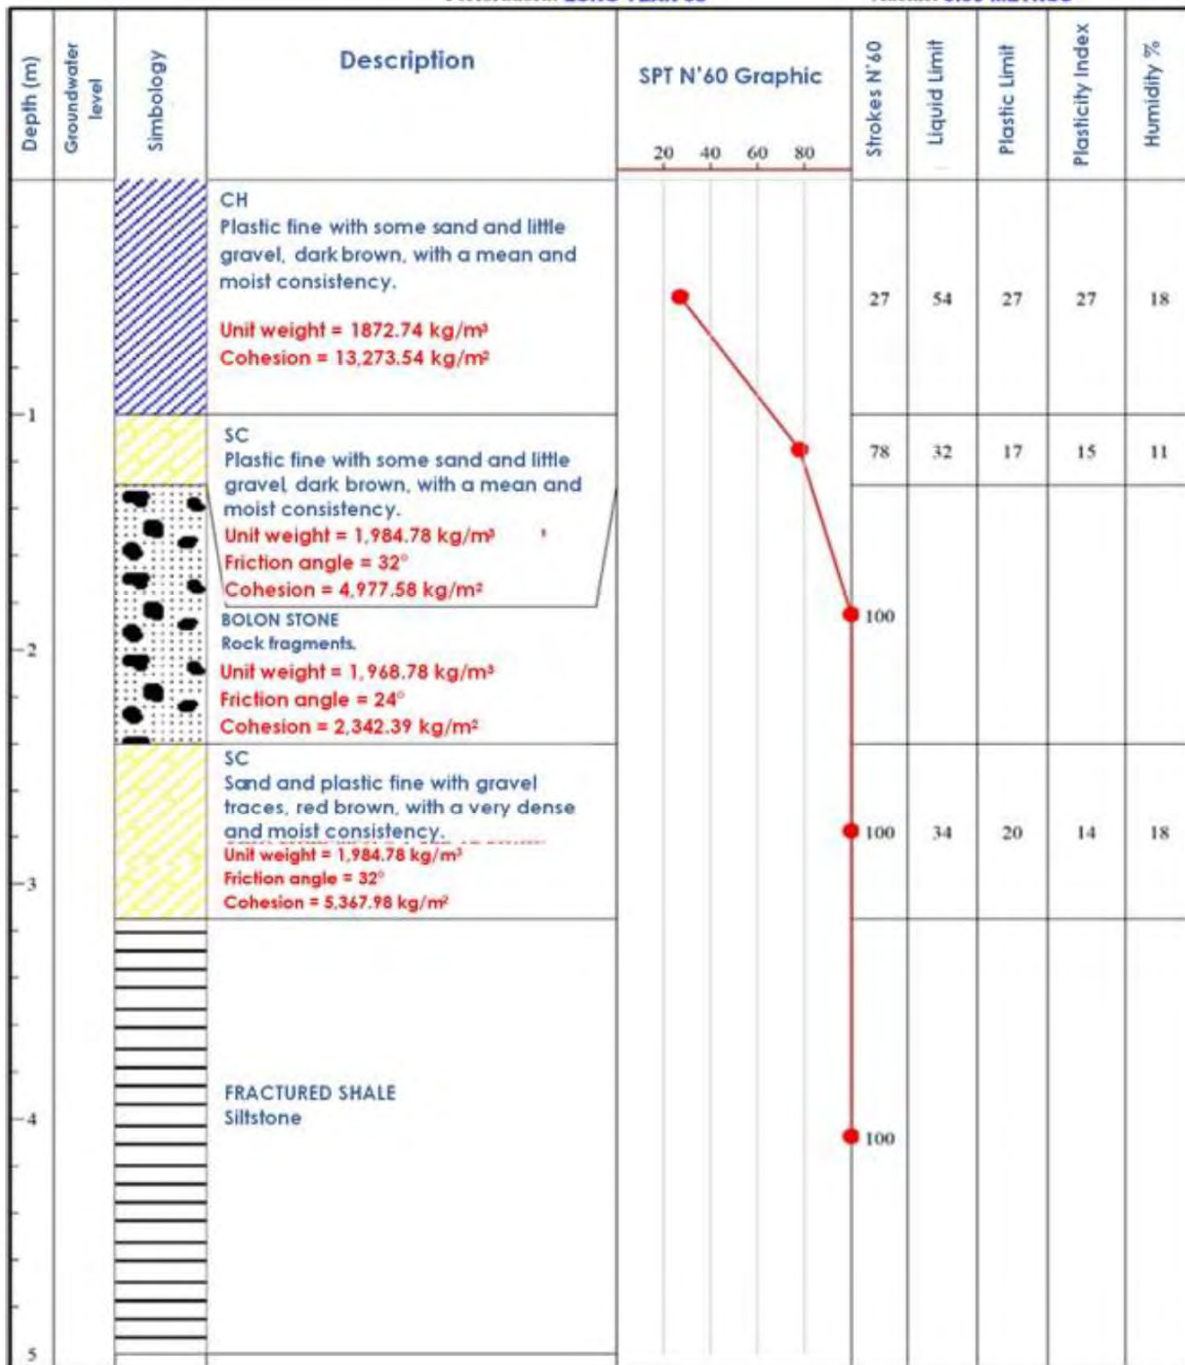 Description
SPT N'60 Graphic
Depth (m)
Groundwater
level
Simbology
Strokes N'60
Liquid Limit
Plastic Limit
Plasticity Index
Humidity %
20 40 60 80
CH
Plastic fine with some sand and little
gravel, dark brown, with a mean and
moist consistency.
Unit weight = 1872.74 kg/m³
Cohesion = 13,273.54 kg/m²
27 54 27 27 18
1
SC
Plastic fine with some sand and little
gravel, dark brown, with a mean and
moist consistency.
Unit weight = 1,984.78 kg/m³
Friction angle = 32°
Cohesion = 4,977.58 kg/m²
78 32 17 15 11
BOLON STONE
Rock fragments.
Unit weight = 1,968.78 kg/m³
Friction angle = 24°
Cohesion = 2,342.39 kg/m²
100
2
SC
Sand and plastic fine with gravel
traces, red brown, with a very dense
and moist consistency.
Unit weight = 1,984.78 kg/m³
Friction angle = 32°
Cohesion = 5,367.98 kg/m²
100 34 20 14 18
3
FRACTURED SHALE
Siltstone
4
100
5